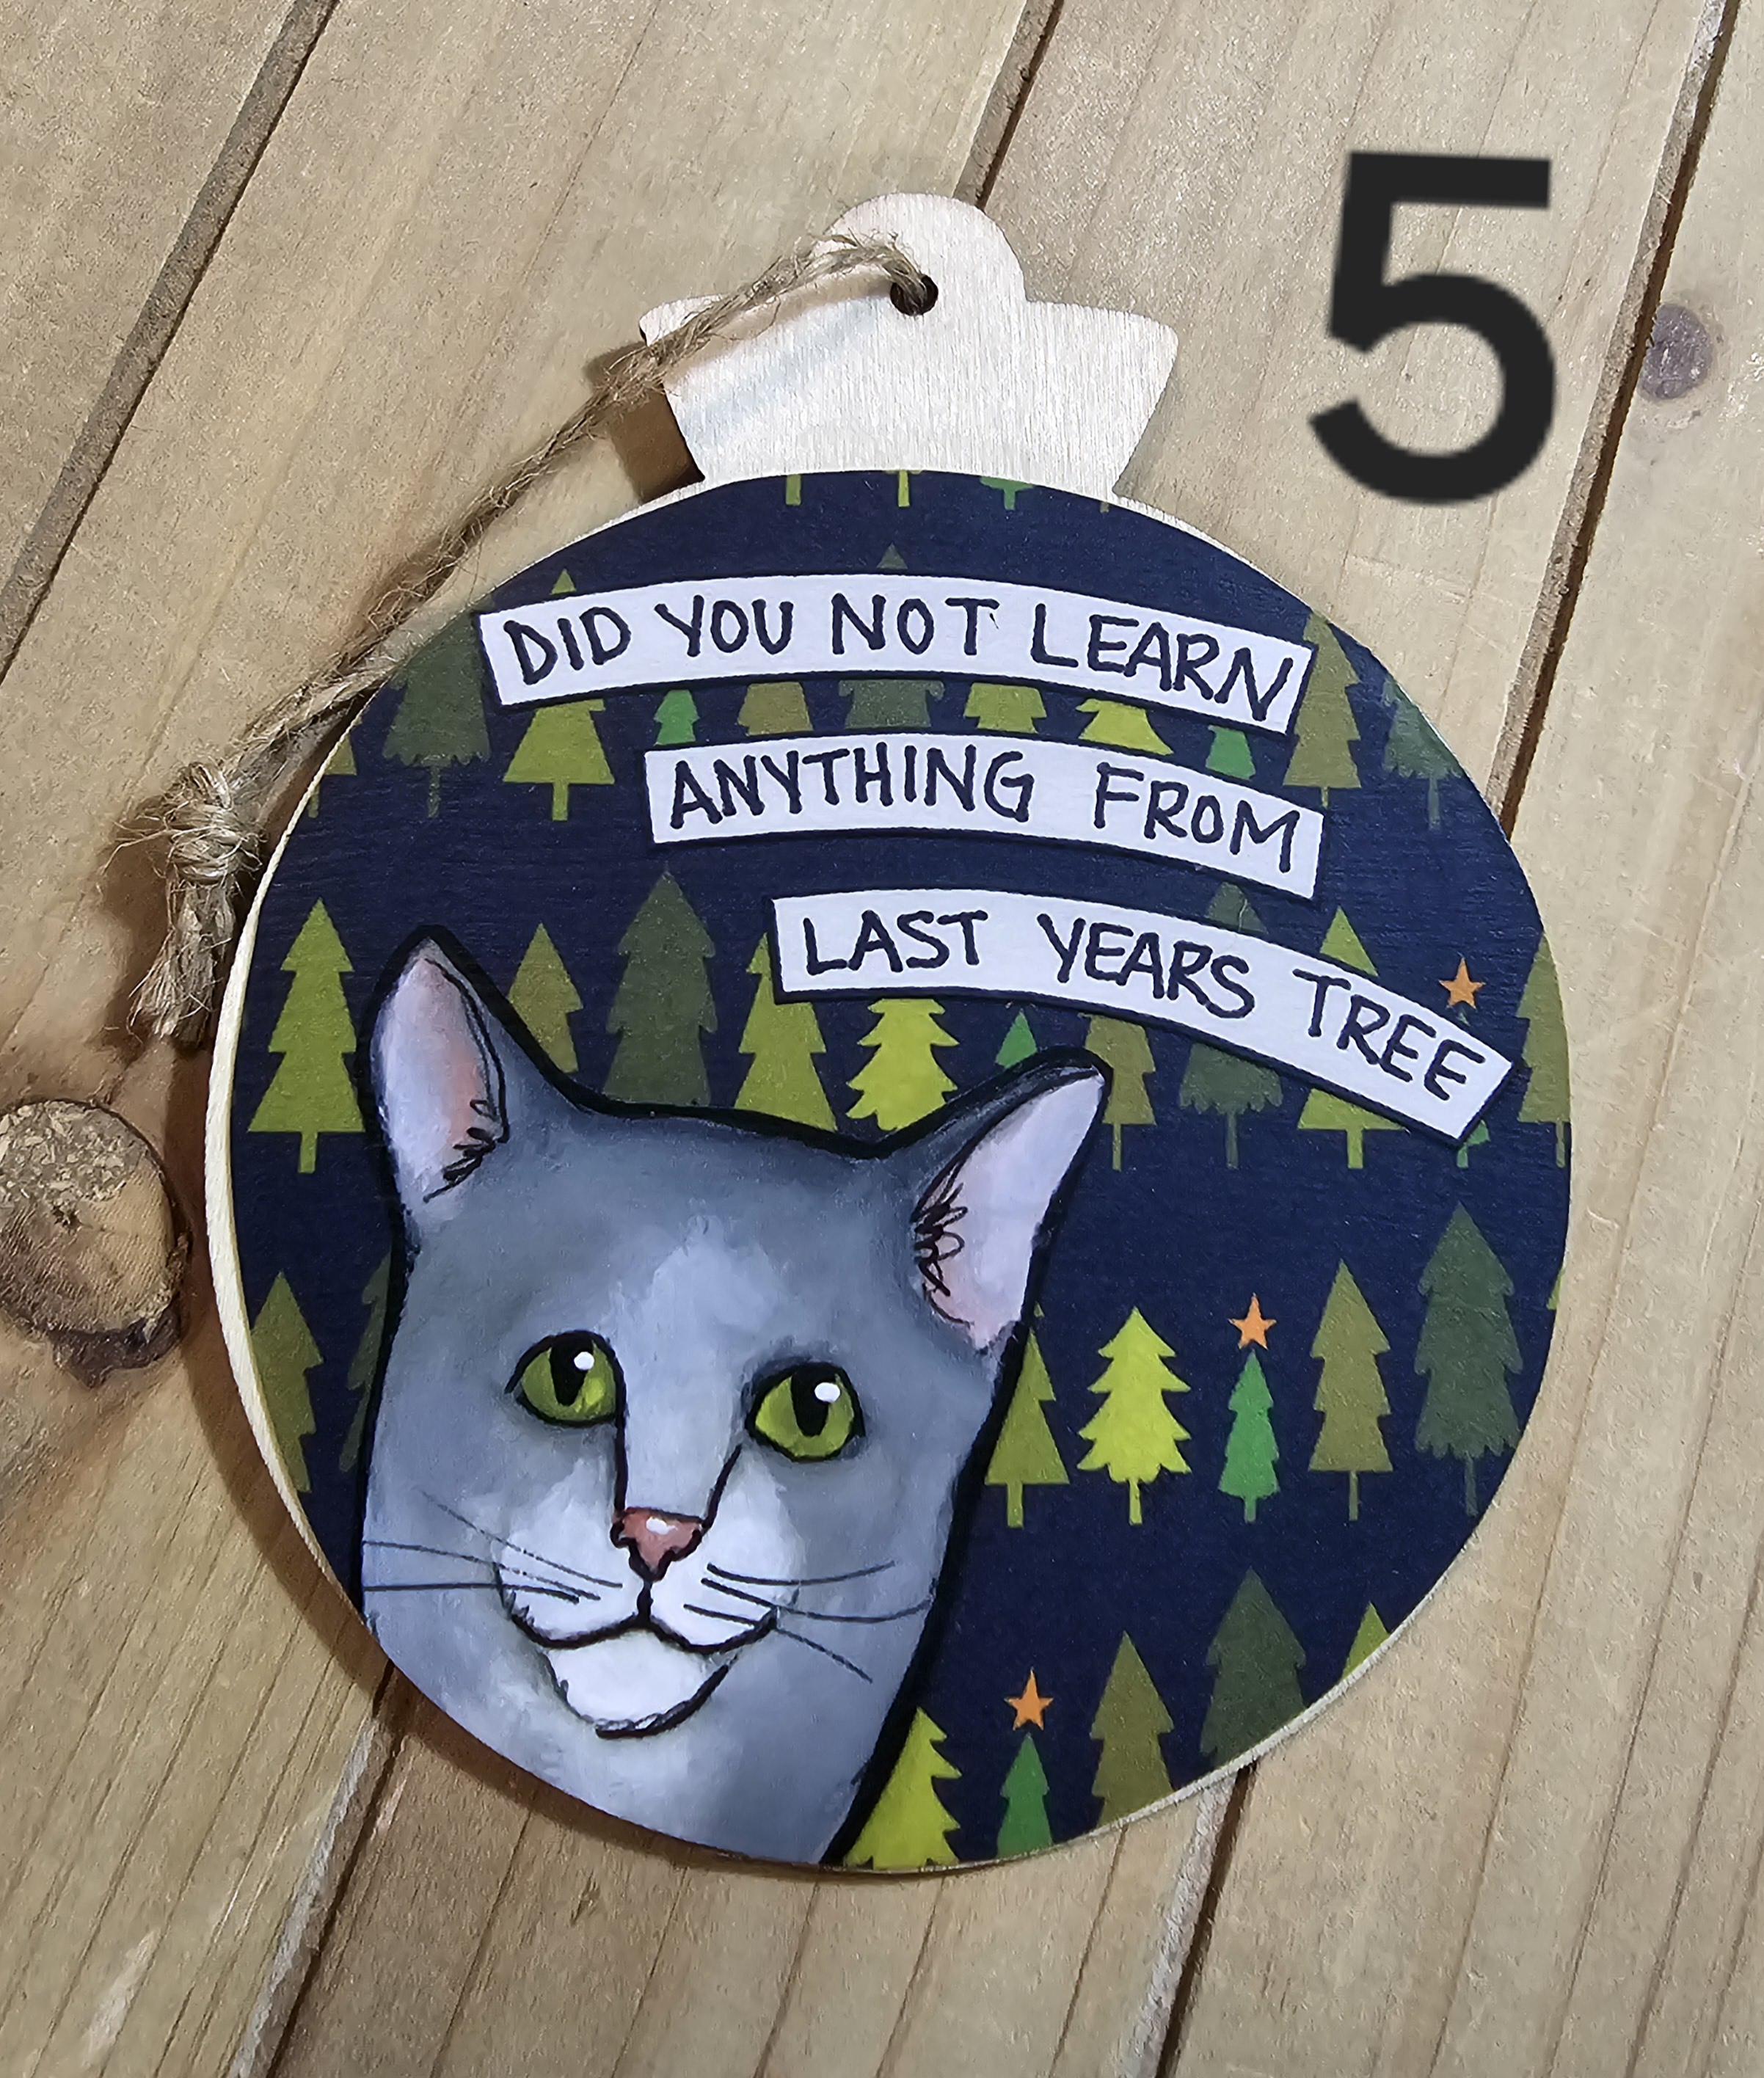 5
DID YOU NOT LEARN
ANYTHING FROM
LAST YEARS TREE